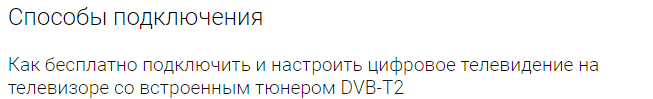 Способы подключения
Как бесплатно подключить и настроить цифровое телевидение на
телевизоре со встроенным тюнером DVB-T2